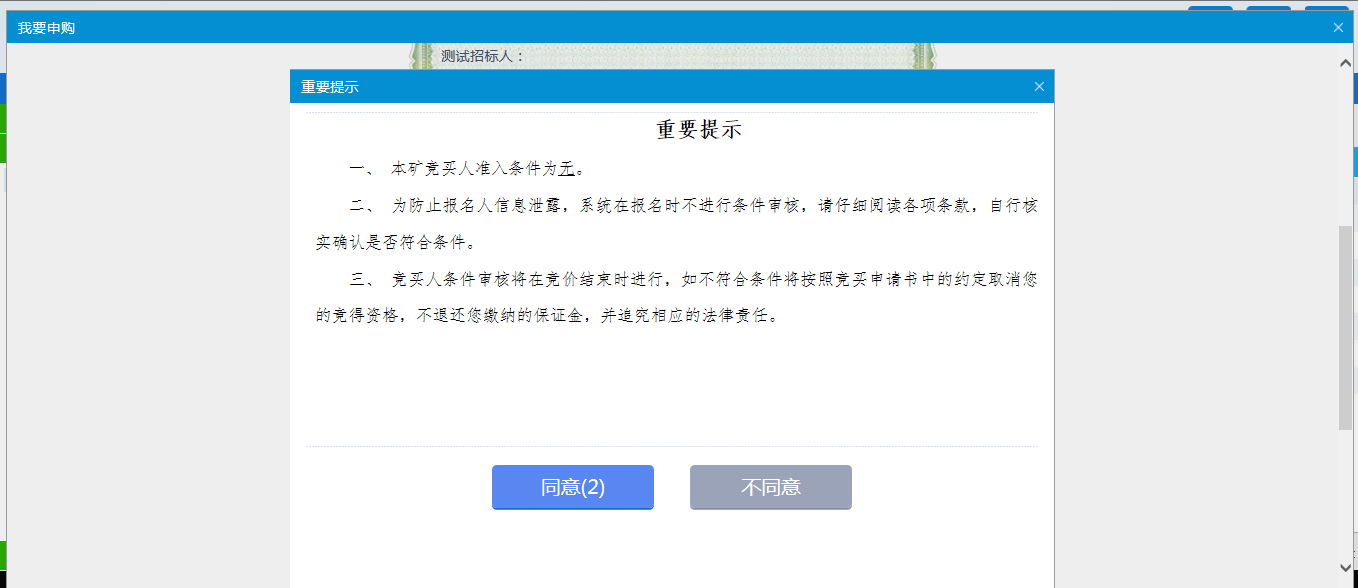 我要申购
测试招标人：
重要提示
重要提示
一、 本矿竞买人准入条件为无。
二、 为防止报名人信息泄露，系统在报名时不进行条件审核，请仔细阅读各项条款，自行核
实确认是否符合条件。
三、 竞买人条件审核将在竞价结束时进行，如不符合条件将按照竞买申请书中的约定取消您
的竞得资格，不退还您缴纳的保证金，并追究相应的法律责任。
同意(2)
不同意